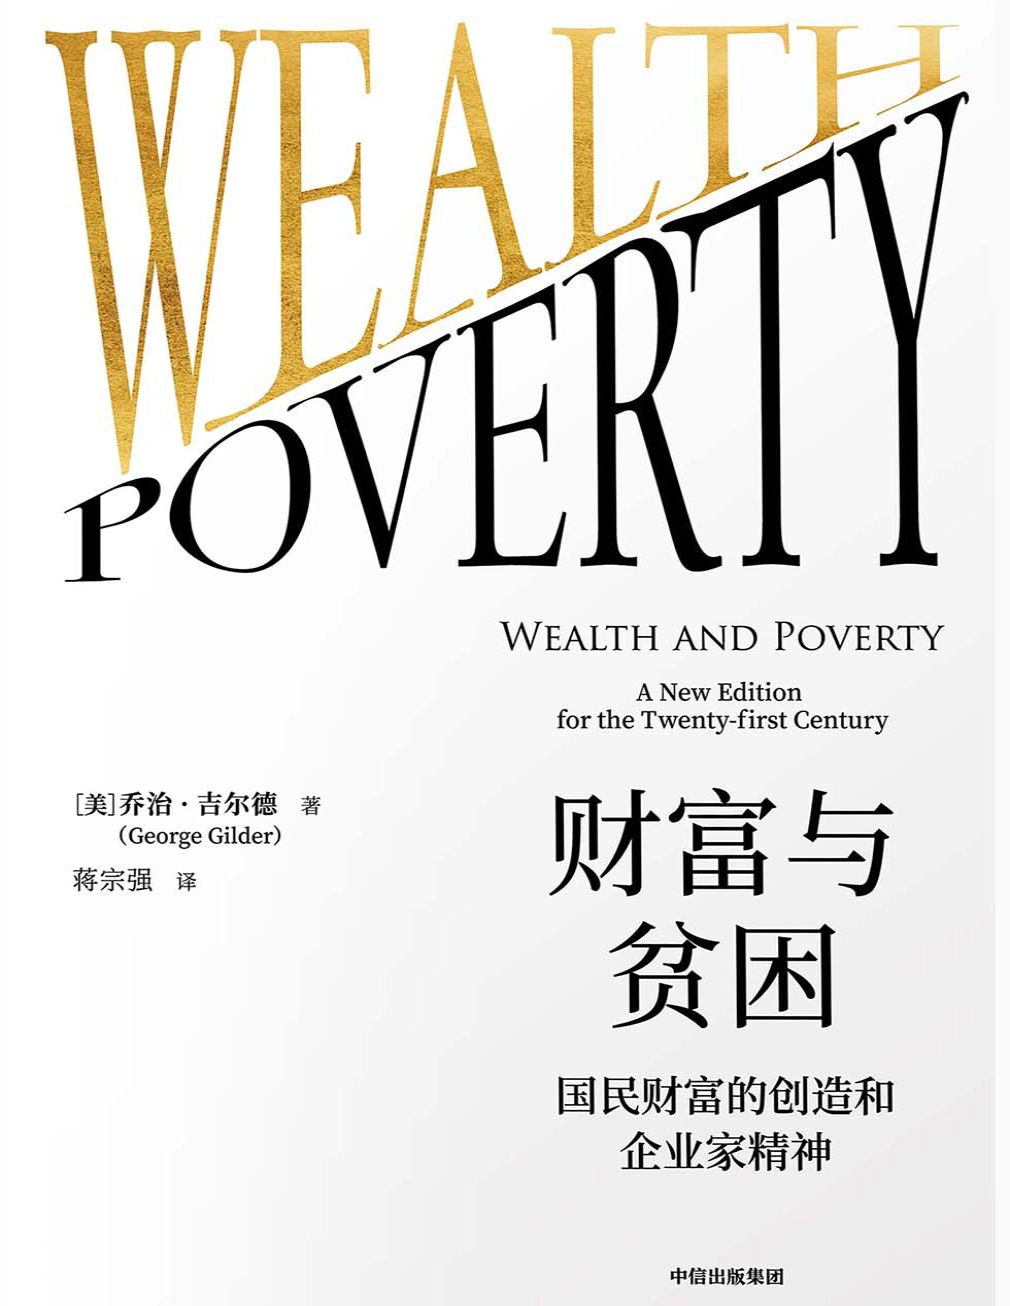 WEALTH
POVERTY
WEALTH AND POVERTY
A New Edition
for the Twenty-first Century
[美]乔治·吉尔德 著
(George Gilder)
蒋宗强 译
财富与
贫困
国民财富的创造和
企业家精神
中信出版集团